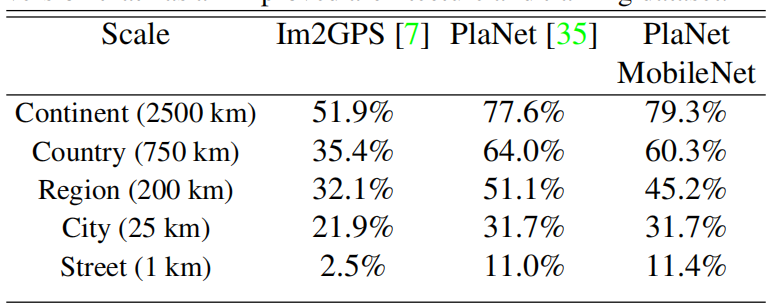 Scale Im2GPS [7] PlaNet [35] PlaNet
MobileNet
Continent (2500 km) 51.9% 77.6% 79.3%
Country (750 km) 35.4% 64.0% 60.3%
Region (200 km) 32.1% 51.1% 45.2%
City (25 km) 21.9% 31.7% 31.7%
Street (1 km) 2.5% 11.0% 11.4%